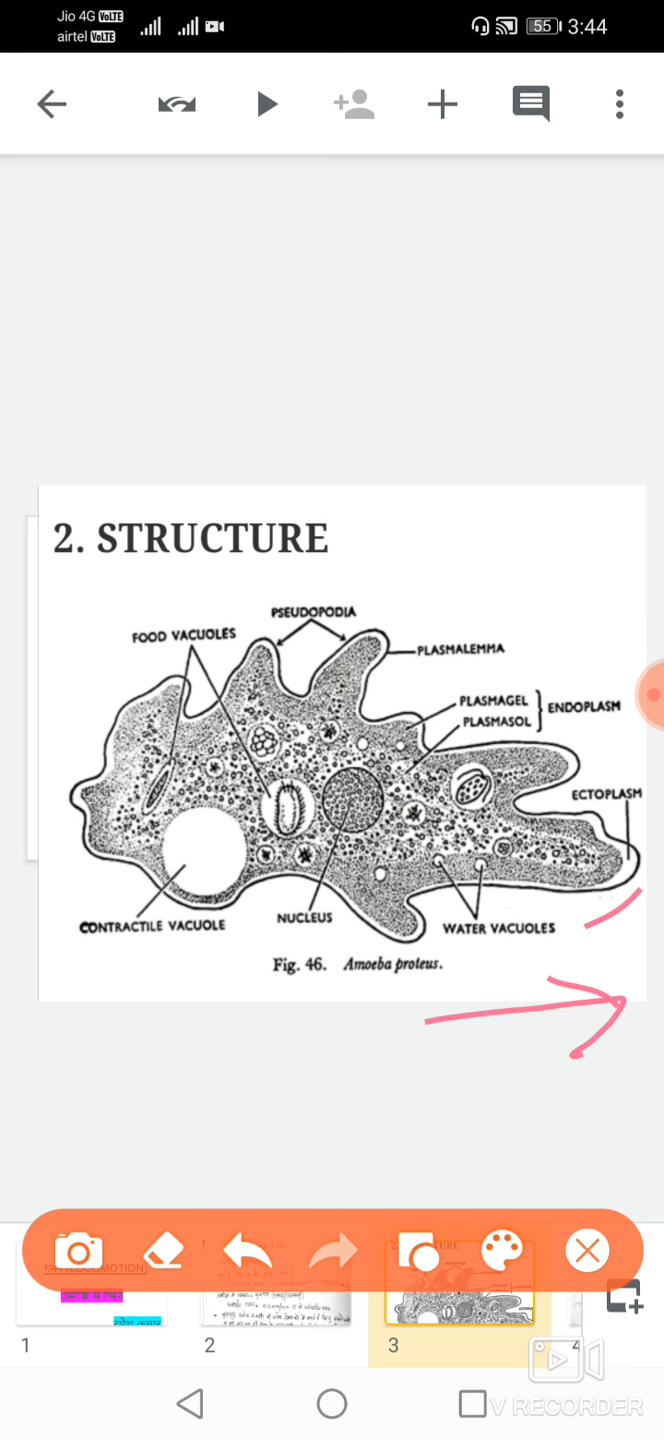 Jio 4G VoLTE
airtel VoLTE
55 3:44
2. STRUCTURE
PSEUDOPODIA
FOOD VACUOLES
PLASMALEMMA
PLASMAGEL
PLASMASOL
ENDOPLASM
ECTOPLASM
CONTRACTILE VACUOLE
NUCLEUS
WATER VACUOLES
Fig. 46. Amoeba proteus.
1
2
3
4
V RECORDER